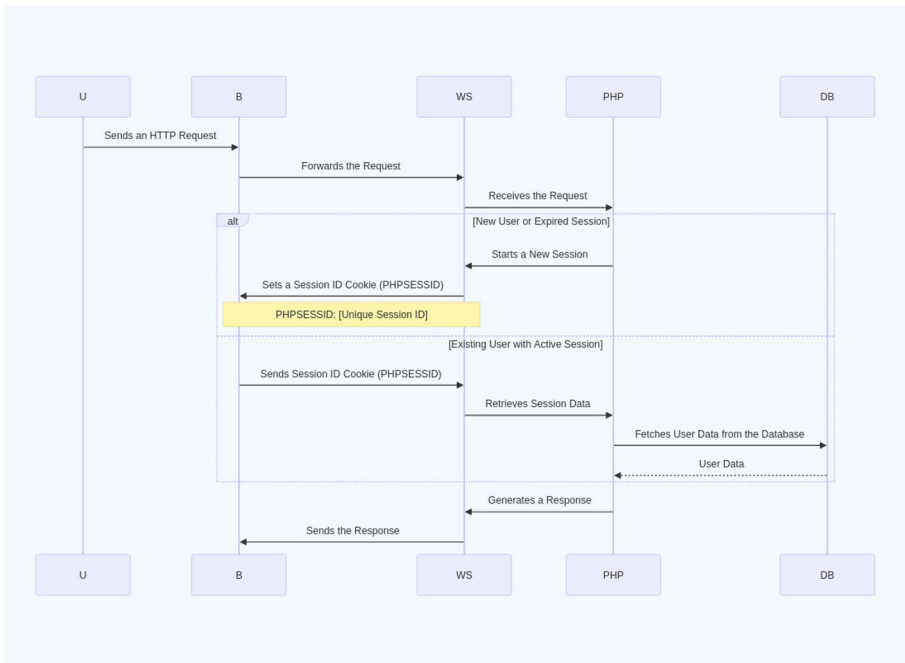 U
B
WS
PHP
DB
Sends an HTTP Request
Forwards the Request
Receives the Request
alt
[New User or Expired Session]
Starts a New Session
Sets a Session ID Cookie (PHPSESSID)
PHPSESSID: [Unique Session ID]
[Existing User with Active Session]
Sends Session ID Cookie (PHPSESSID)
Retrieves Session Data
Fetches User Data from the Database
User Data
Generates a Response
Sends the Response
U
B
WS
PHP
DB